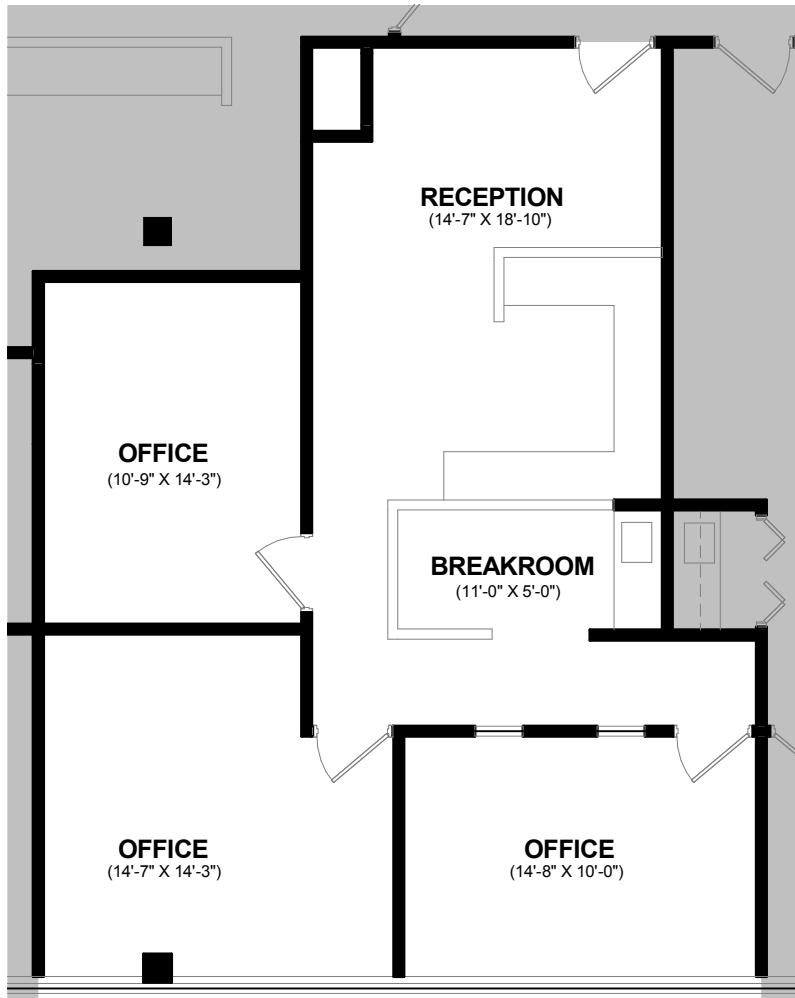 RECEPTION
(14'-7" X 18'-10")
OFFICE
(10'-9" X 14'-3")
BREAKROOM
(11'-0" X 5'-0")
OFFICE
(14'-7" X 14'-3")
OFFICE
(14'-8" X 10'-0")